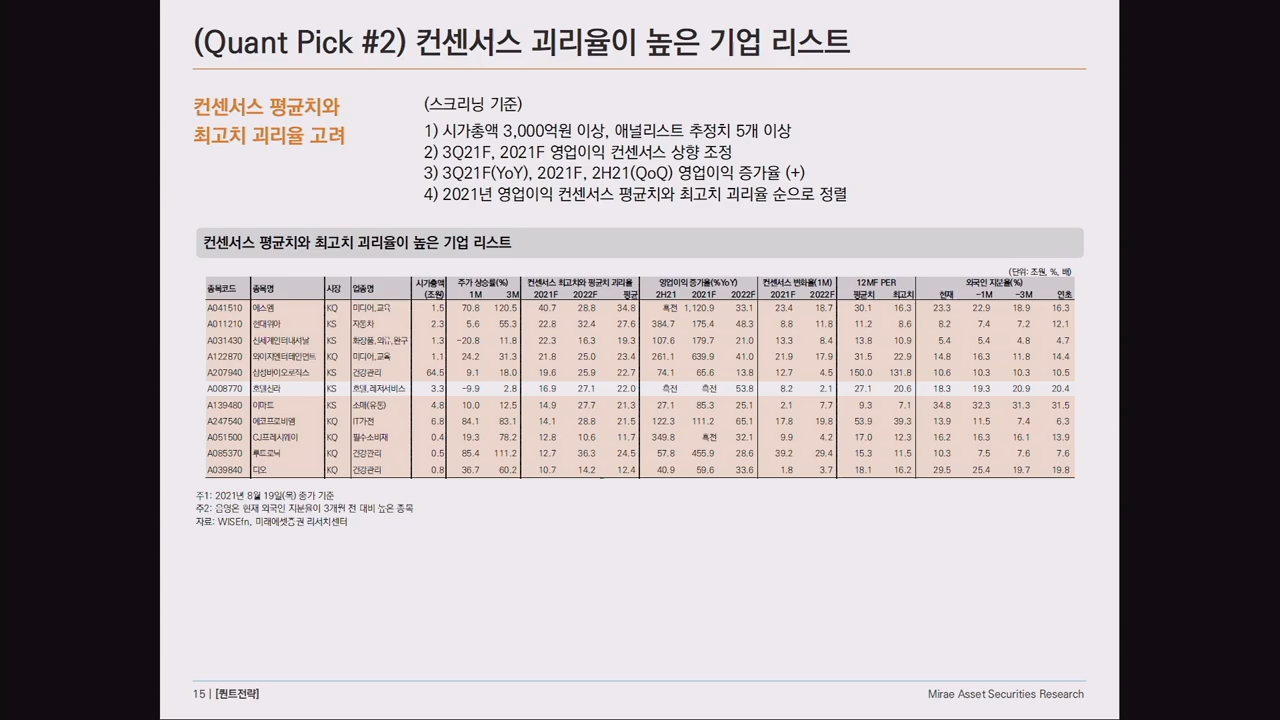 (Quant Pick #2) 컨센서스 괴리율이 높은 기업 리스트
컨센서스 평균치와
최고치 괴리율 고려
(스크리닝 기준)
1) 시가총액 3,000억원 이상, 애널리스트 추정치 5개 이상
2) 3Q21F, 2021F 영업이익 컨센서스 상향 조정
3) 3Q21F(YoY), 2021F, 2H21(QoQ) 영업이익 증가율 (+)
4) 2021년 영업이익 컨센서스 평균치와 최고치 괴리율 순으로 정렬
컨센서스 평균치와 최고치 괴리율이 높은 기업 리스트
(단위: 조원, %, 배)
종목코드 종목명 시장 업종명 시가총액 (조원) 주가 상승률(%) 컨센서스 최고치와 평균치 괴리율 영업이익 증가율(%YoY) 컨센서스 변화율(1M) 12MF PER 외국인 지분율(%)
1M 3M 2021F 2022F 평균 2H21 2021F 2022F 2021F 2022F 평균치 최고치 현재 -1M -3M 연초
A041510 에스엠 KQ 미디어,교육 1.5 70.8 120.5 40.7 28.8 34.8 흑전 1,120.9 33.1 23.4 18.7 30.1 16.3 23.3 22.9 18.9 16.3
A011210 현대위아 KS 자동차 2.3 5.6 55.3 22.8 32.4 27.6 384.7 175.4 48.3 8.8 11.8 11.2 8.6 8.2 7.4 7.2 12.1
A031430 신세계인터내셔날 KS 화장품,의류,완구 1.3 -20.8 11.8 22.3 16.3 19.3 107.6 179.7 21.0 13.3 8.4 13.8 10.9 5.4 5.4 4.8 4.7
A122870 와이지엔터테인먼트 KQ 미디어,교육 1.1 24.2 31.3 21.8 25.0 23.4 261.1 639.9 41.0 21.9 17.9 31.5 22.9 14.8 16.3 11.8 14.4
A207940 삼성바이오로직스 KS 건강관리 64.5 9.1 18.0 19.6 25.9 22.7 74.1 65.6 13.8 12.7 4.5 150.0 131.8 10.6 10.3 10.3 10.5
A008770 호텔신라 KS 호텔,레저서비스 3.3 -9.9 2.8 16.9 27.1 22.0 흑전 흑전 53.8 8.2 2.1 27.1 20.6 18.3 19.3 20.9 20.4
A139480 이마트 KS 소매(유통) 4.8 10.0 12.5 14.9 27.7 21.3 27.1 85.3 25.1 2.1 7.7 9.3 7.1 34.8 32.3 31.3 31.5
A247540 에코프로비엠 KQ IT가전 6.8 84.1 83.1 14.1 28.8 21.5 122.3 111.2 65.1 17.8 19.8 53.9 39.3 13.9 11.5 7.4 6.3
A051500 CJ프레시웨이 KQ 필수소비재 0.4 19.3 78.2 12.8 10.6 11.7 349.8 흑전 32.1 9.9 4.2 17.0 12.3 16.2 16.3 16.1 13.9
A085370 루트로닉 KQ 건강관리 0.5 85.4 111.2 12.7 36.3 24.5 57.8 455.9 28.6 39.2 29.4 15.3 11.5 10.3 7.5 7.6 7.6
A039840 디오 KQ 건강관리 0.8 36.7 60.2 10.7 14.2 12.4 40.9 59.6 33.6 1.8 3.7 18.1 16.2 29.5 25.4 19.7 19.8
주1: 2021년 8월 19일(목) 종가 기준
주2: 음영은 현재 외국인 지분율이 3개월 전 대비 높은 종목
자료: WISEfn, 미래에셋증권 리서치센터
15 | [퀀트전략]
Mirae Asset Securities Research